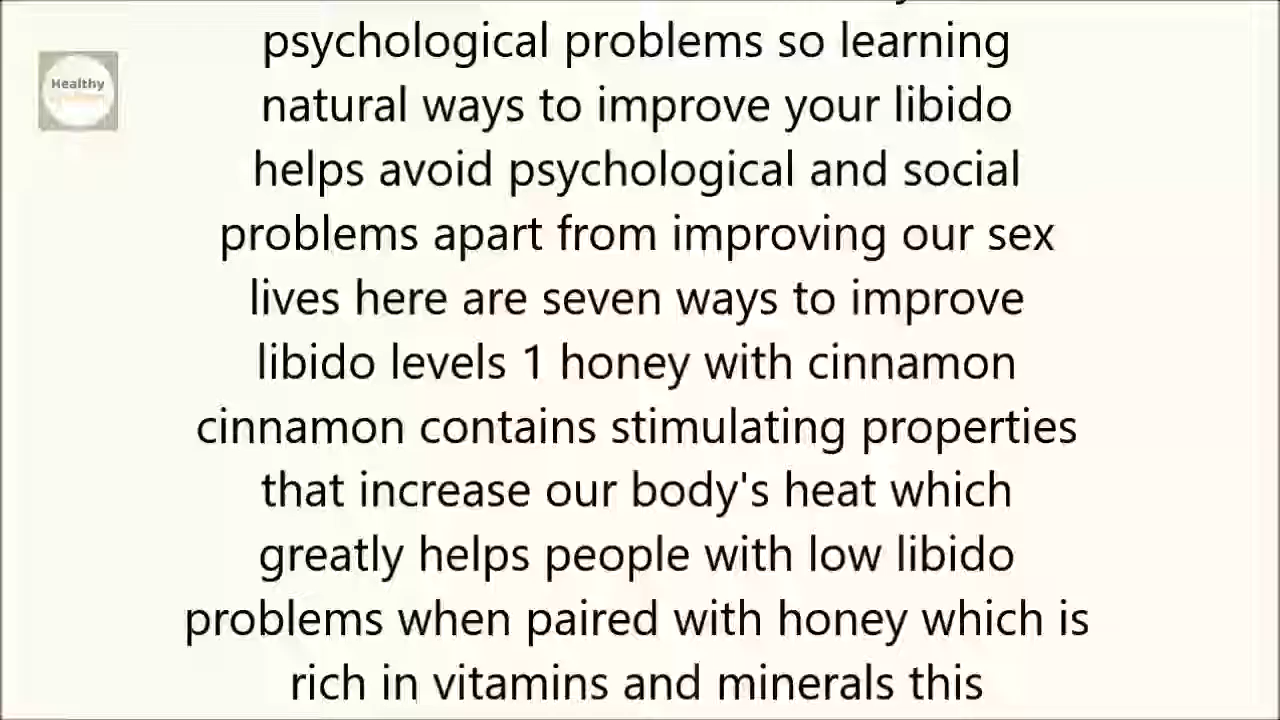 Healthy
psychological problems so learning
natural ways to improve your libido
helps avoid psychological and social
problems apart from improving our sex
lives here are seven ways to improve
libido levels 1 honey with cinnamon
cinnamon contains stimulating properties
that increase our body's heat which
greatly helps people with low libido
problems when paired with honey which is
rich in vitamins and minerals this